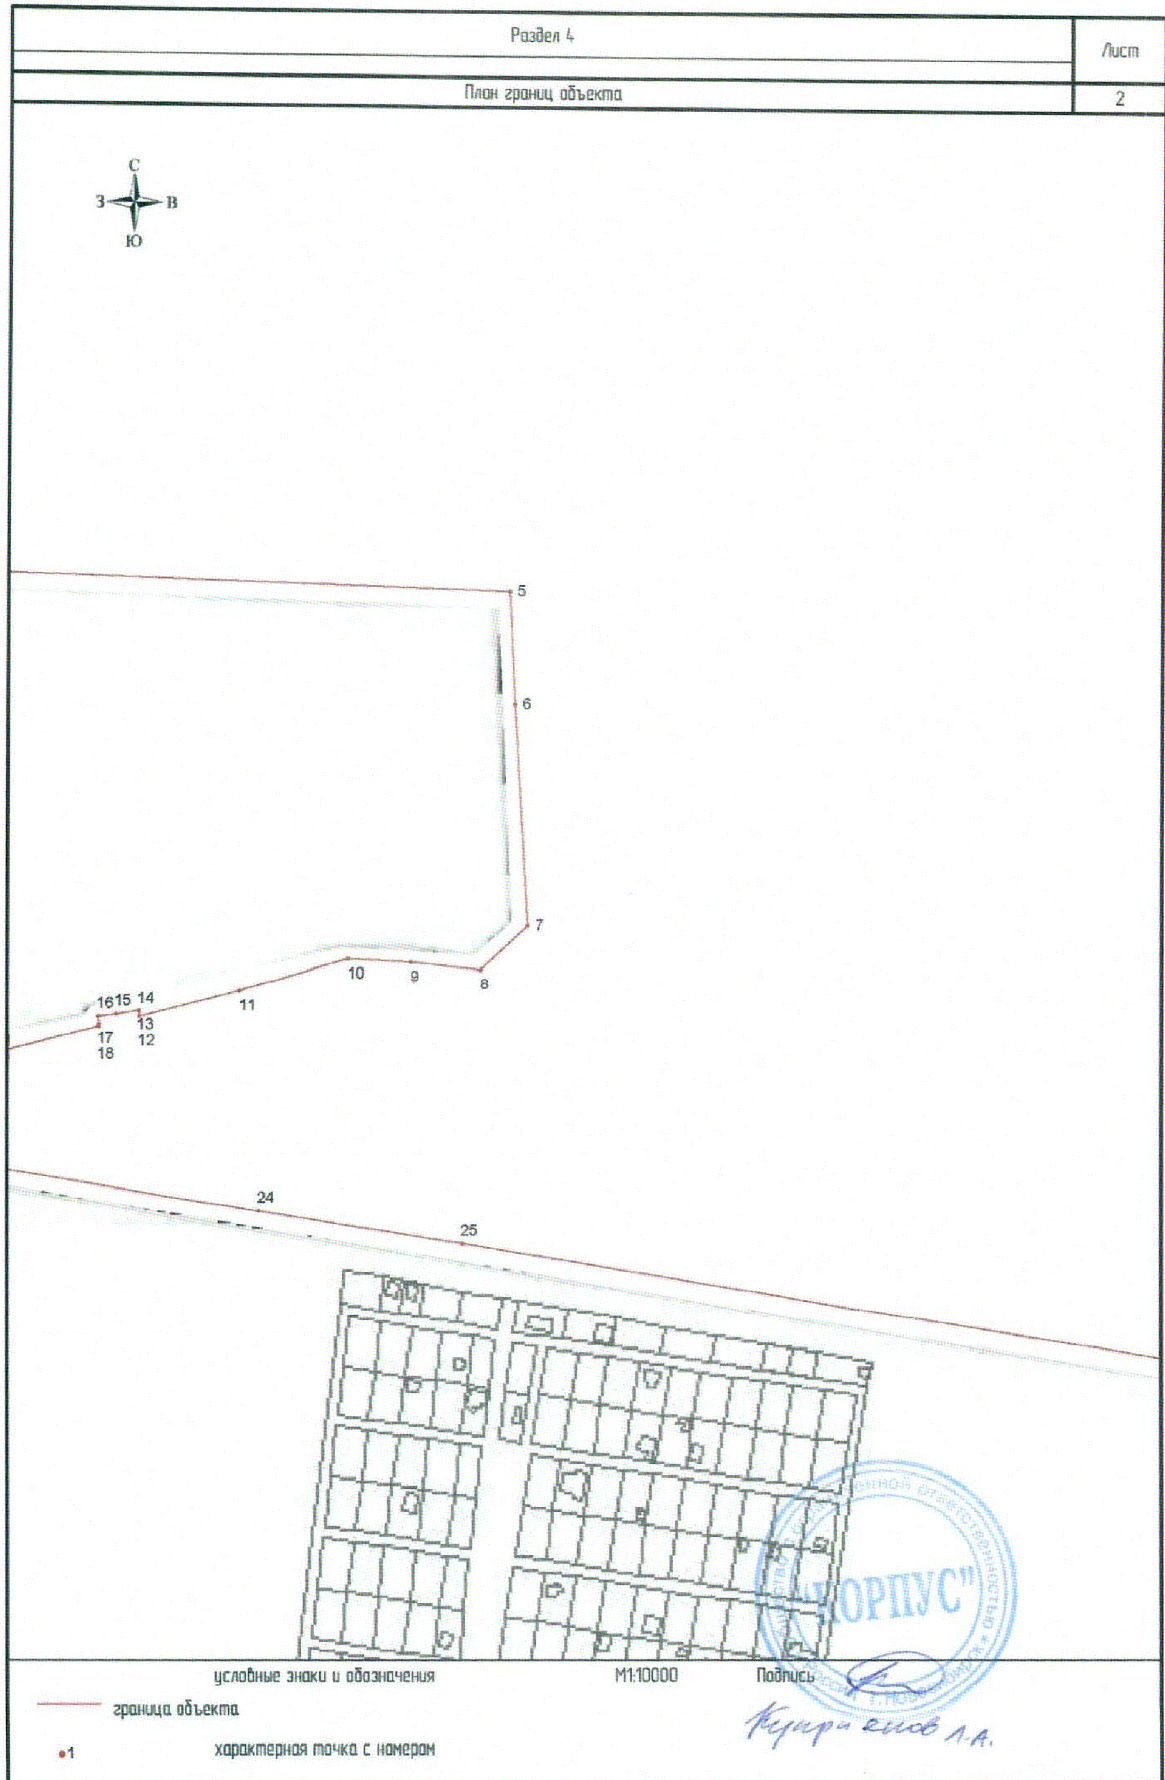 Раздел 4
Лист
План границ объекта
2
С
З В
Ю
5
6
7
8
9
10
11
16 15 14
13
12
17
18
24
25
"КОРПУС"
условные знаки и обозначения
М1:10000
Подпись
граница объекта
Куприянов Л.А.
•1
характерная точка с номером